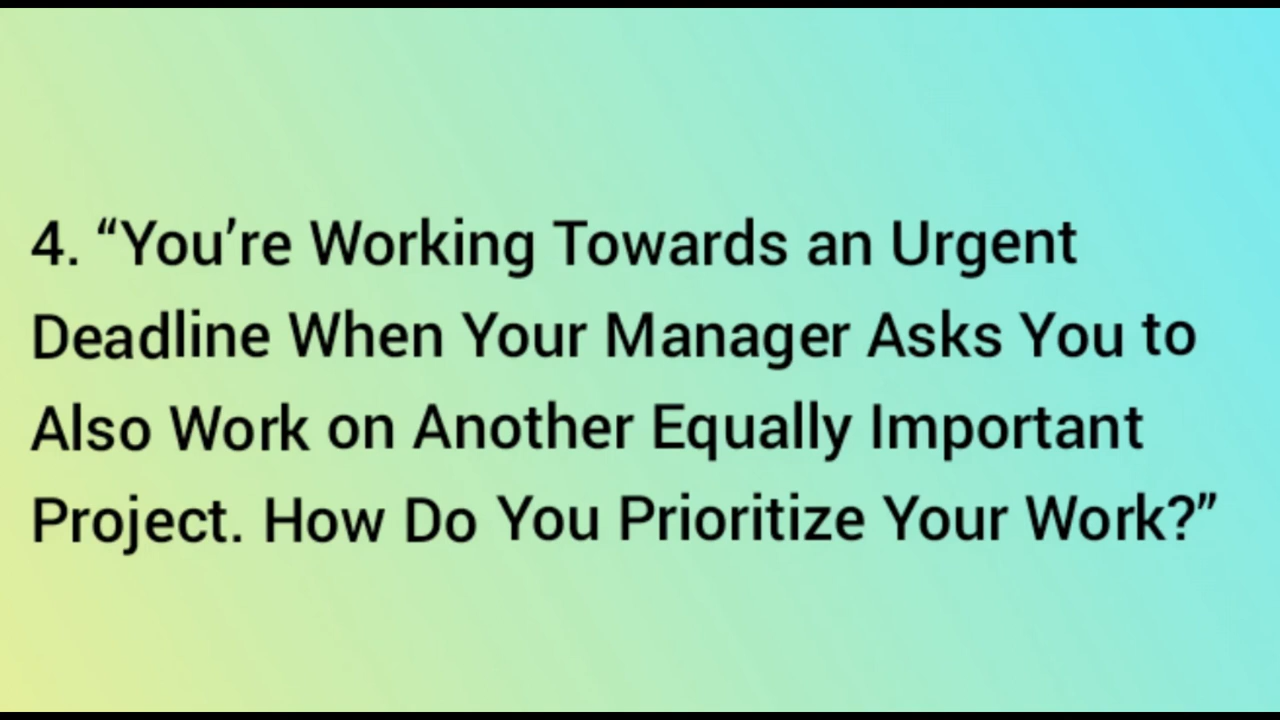 4. “You’re Working Towards an Urgent
Deadline When Your Manager Asks You to
Also Work on Another Equally Important
Project. How Do You Prioritize Your Work?”